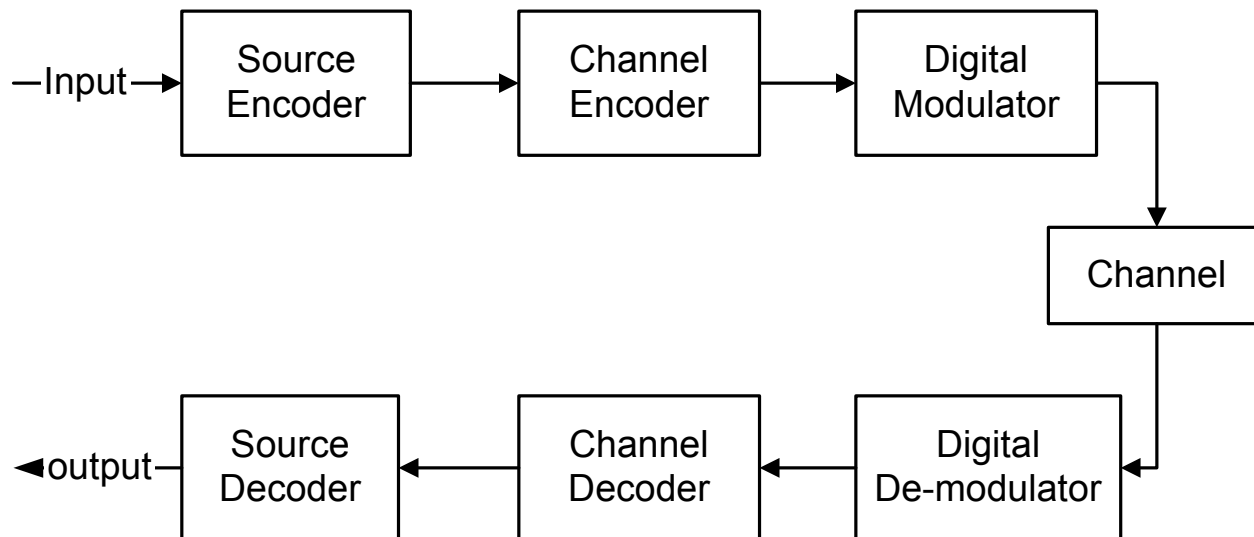 Input
Source
Encoder
Channel
Encoder
Digital
Modulator
Channel
output
Source
Decoder
Channel
Decoder
Digital
De-modulator